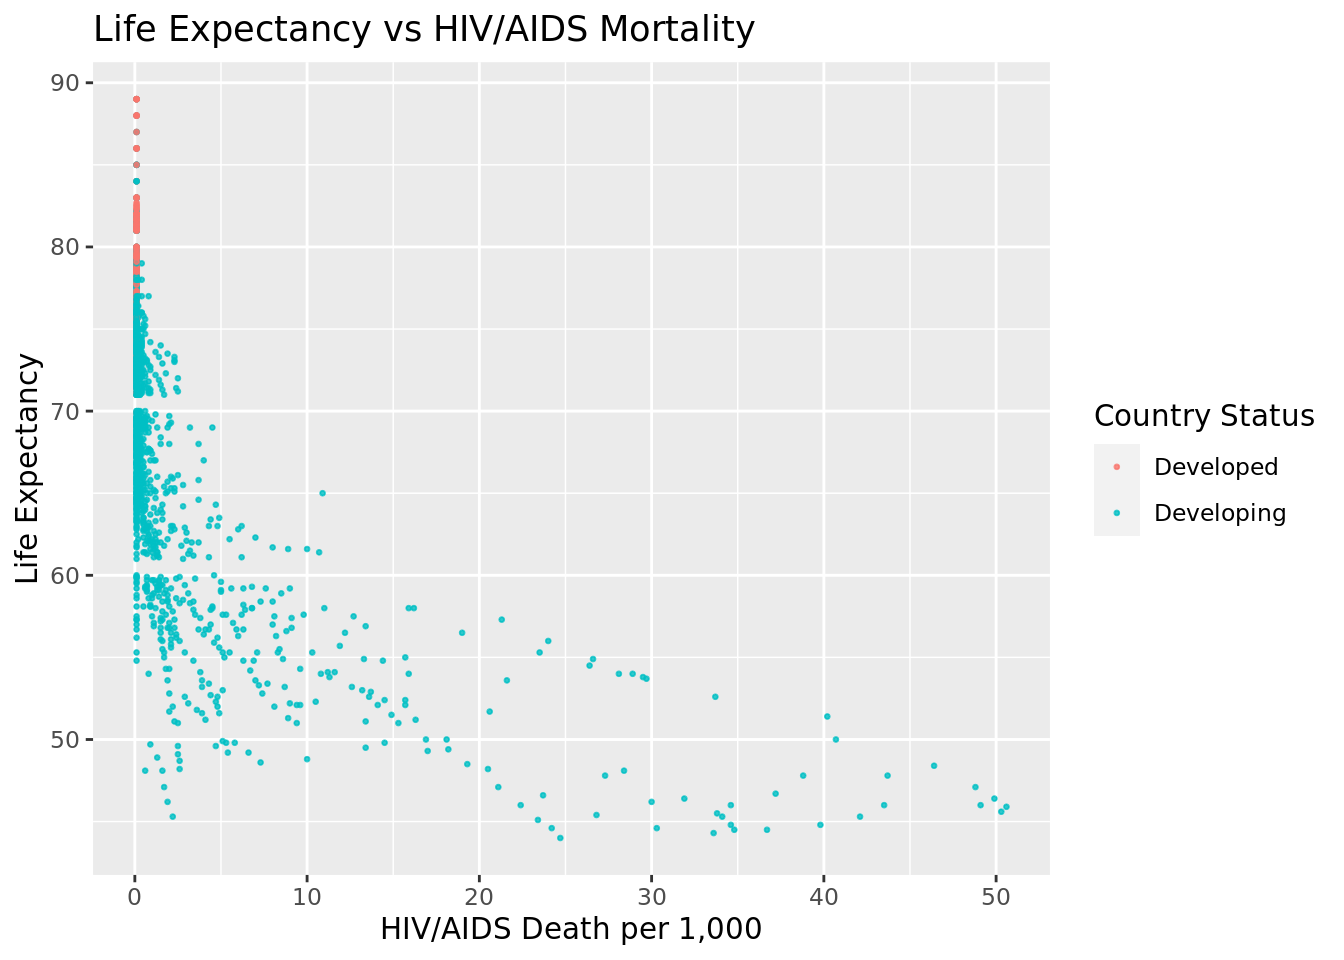 Life Expectancy vs HIV/AIDS Mortality
90
80
70
60
50
Life Expectancy
0 10 20 30 40 50
HIV/AIDS Death per 1,000
Country Status
Developed
Developing